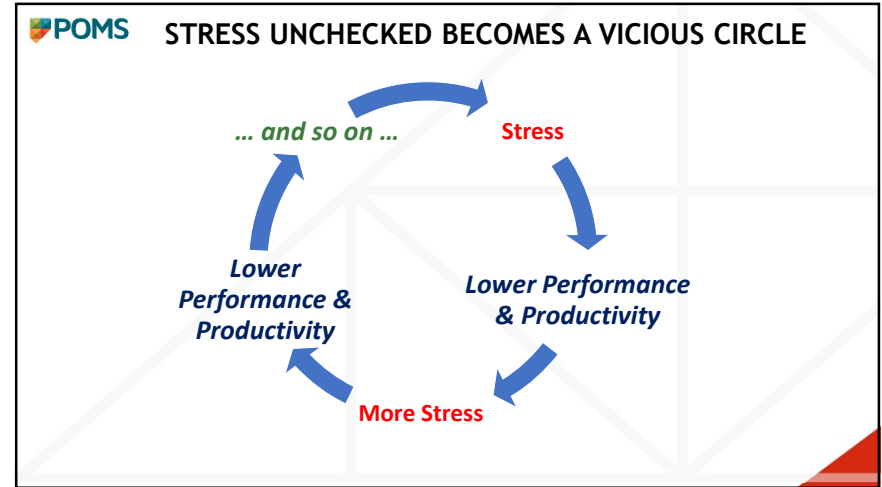 POMS
STRESS UNCHECKED BECOMES A VICIOUS CIRCLE
… and so on …
Stress
Lower Performance
& Productivity
More Stress
Lower
Performance &
Productivity